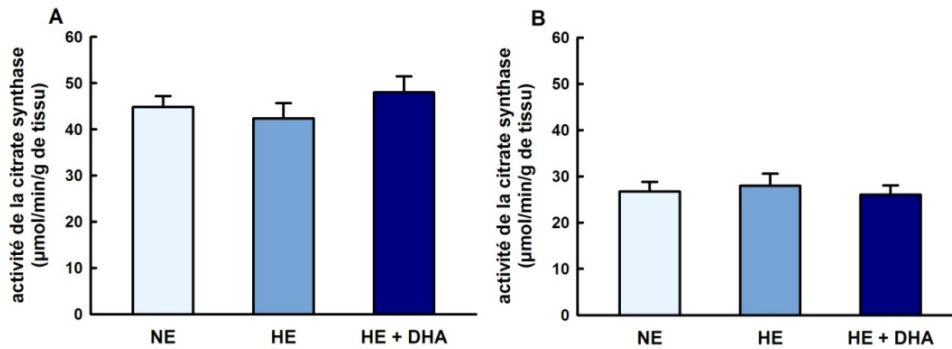 A
activité de la citrate synthase
(µmol/min/g de tissu)
60
50
40
30
20
10
0
NE
HE
HE + DHA
B
activité de la citrate synthase
(µmol/min/g de tissu)
60
50
40
30
20
10
0
NE
HE
HE + DHA